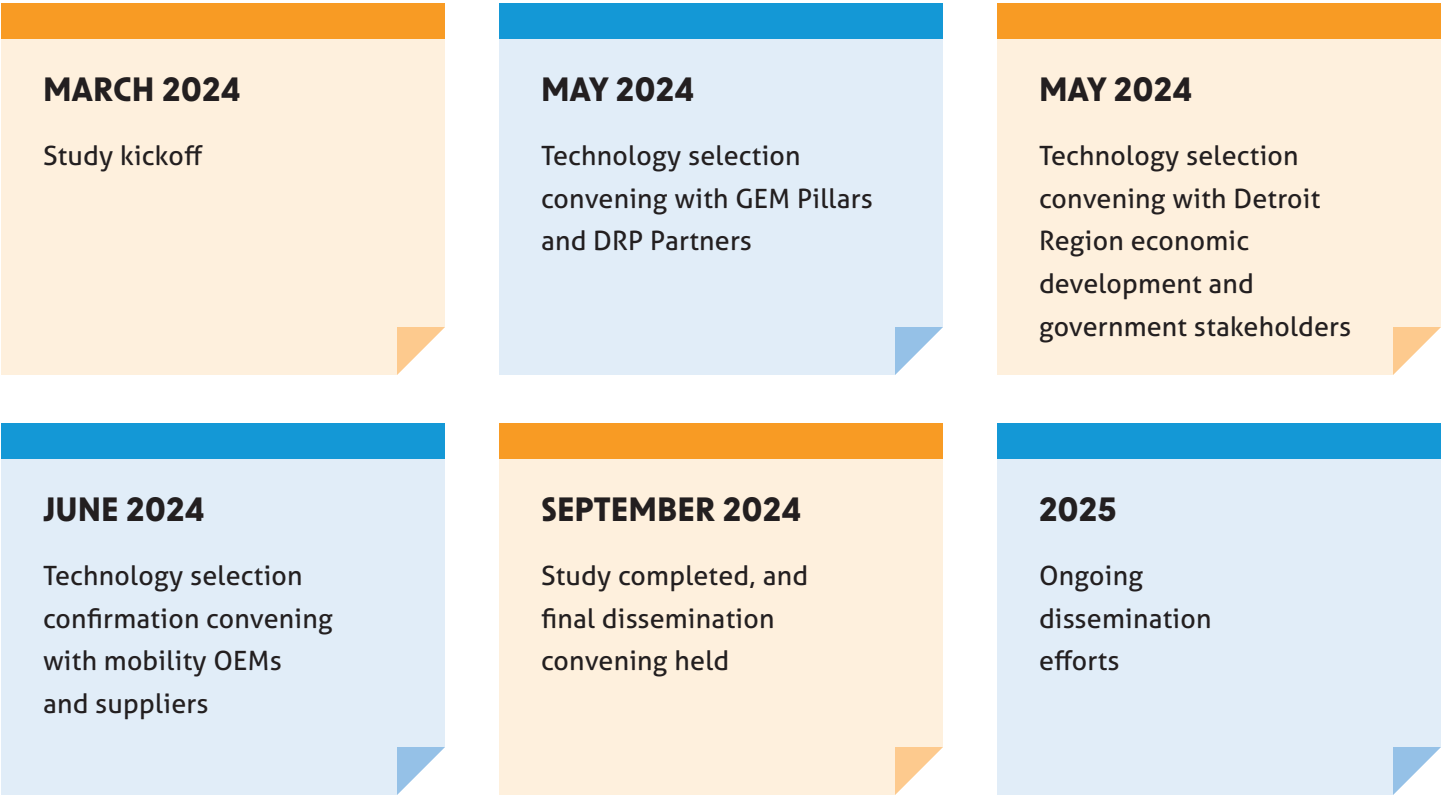 MARCH 2024
Study kickoff
MAY 2024
Technology selection
convening with GEM Pillars
and DRP Partners
MAY 2024
Technology selection
convening with Detroit
Region economic
development and
government stakeholders
JUNE 2024
Technology selection
confirmation convening
with mobility OEMs
and suppliers
SEPTEMBER 2024
Study completed, and
final dissemination
convening held
2025
Ongoing
dissemination
efforts